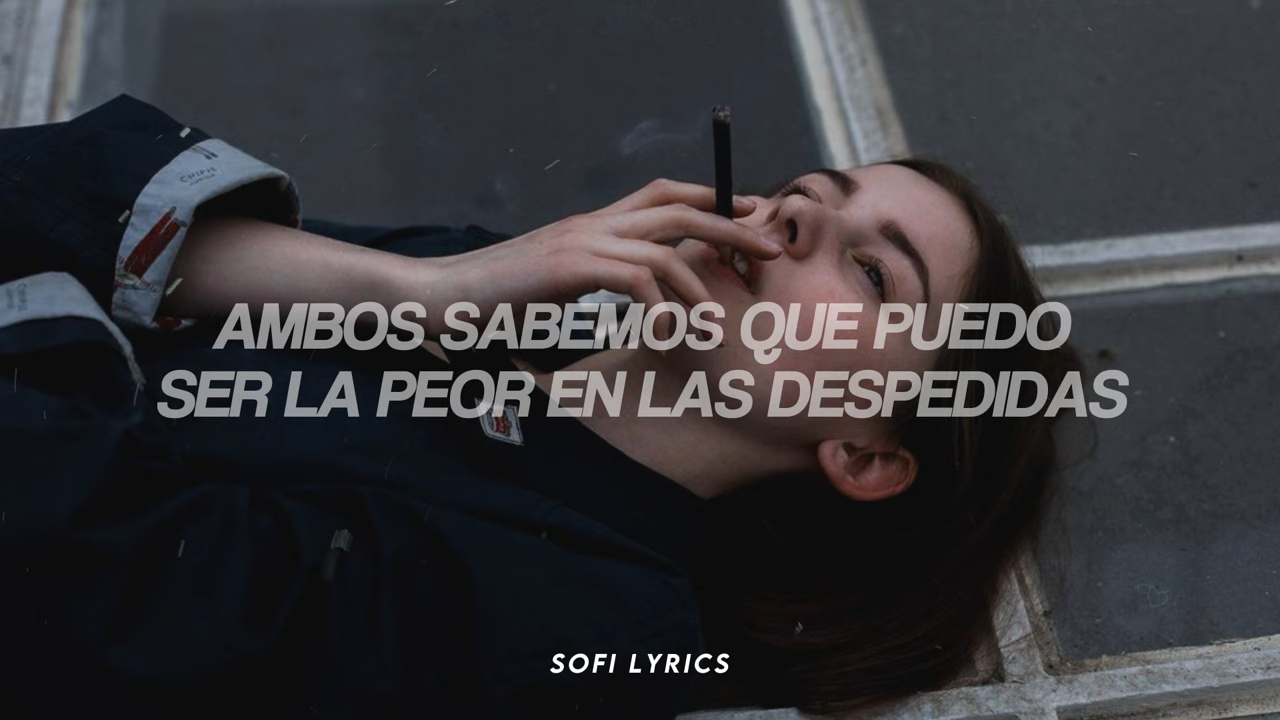 AMBOS SABEMOS QUE PUEDO
SER LA PEOR EN LAS DESPEDIDAS
SOFI LYRICS